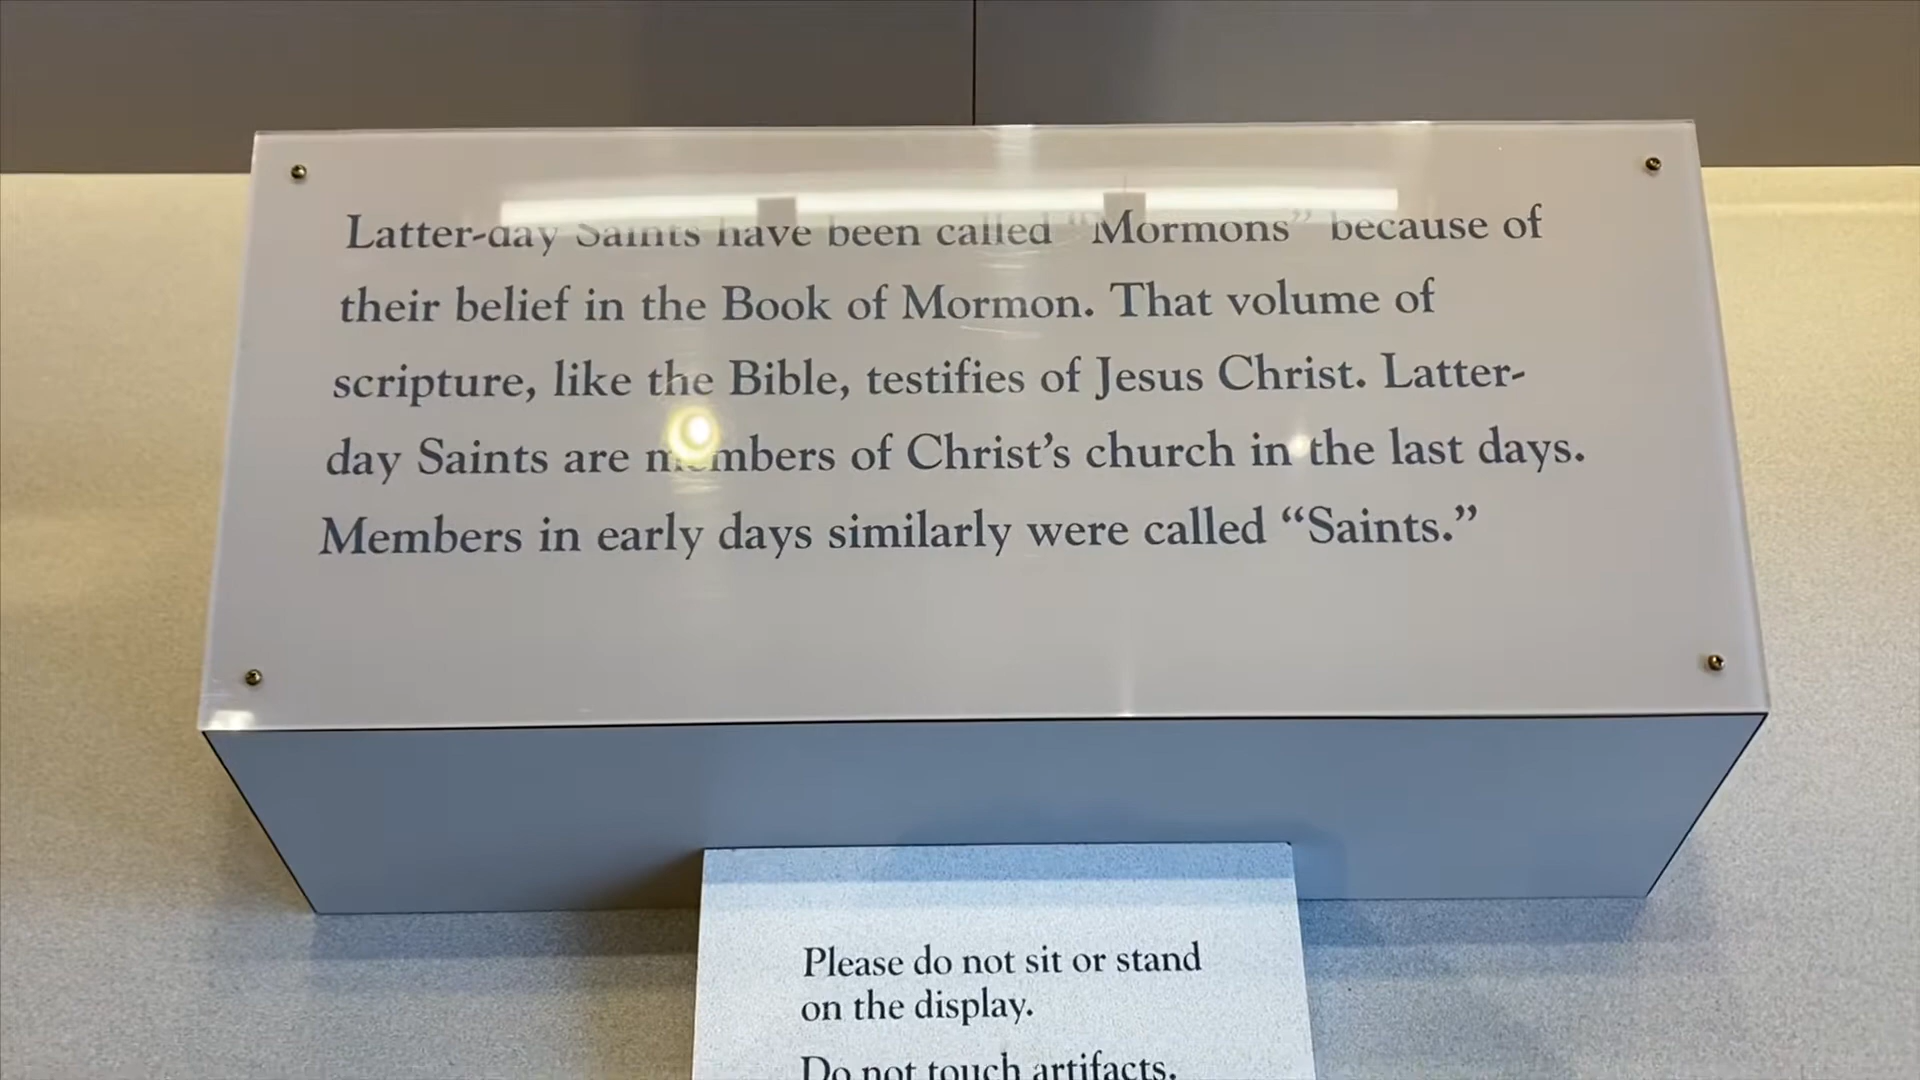 Latter-day Saints have been called “Mormons” because of
their belief in the Book of Mormon. That volume of
scripture, like the Bible, testifies of Jesus Christ. Latter-
day Saints are members of Christ’s church in the last days.
Members in early days similarly were called “Saints.”
Please do not sit or stand
on the display.
Do not touch artifacts.